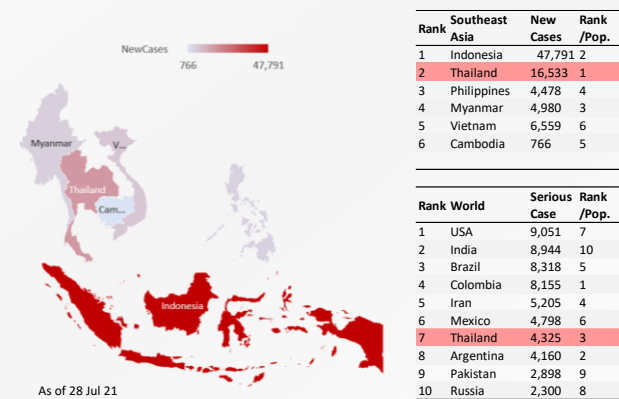 NewCases
766 47,791
Myanmar
V...
Thailand
Cam...
Indonesia
As of 28 Jul 21
Rank Southeast Asia New Cases Rank /Pop.
1 Indonesia 47,791 2
2 Thailand 16,533 1
3 Philippines 4,478 4
4 Myanmar 4,980 3
5 Vietnam 6,559 6
6 Cambodia 766 5
Rank World Serious Case Rank /Pop.
1 USA 9,051 7
2 India 8,944 10
3 Brazil 8,318 5
4 Colombia 8,155 1
5 Iran 5,205 4
6 Mexico 4,798 6
7 Thailand 4,325 3
8 Argentina 4,160 2
9 Pakistan 2,898 9
10 Russia 2,300 8